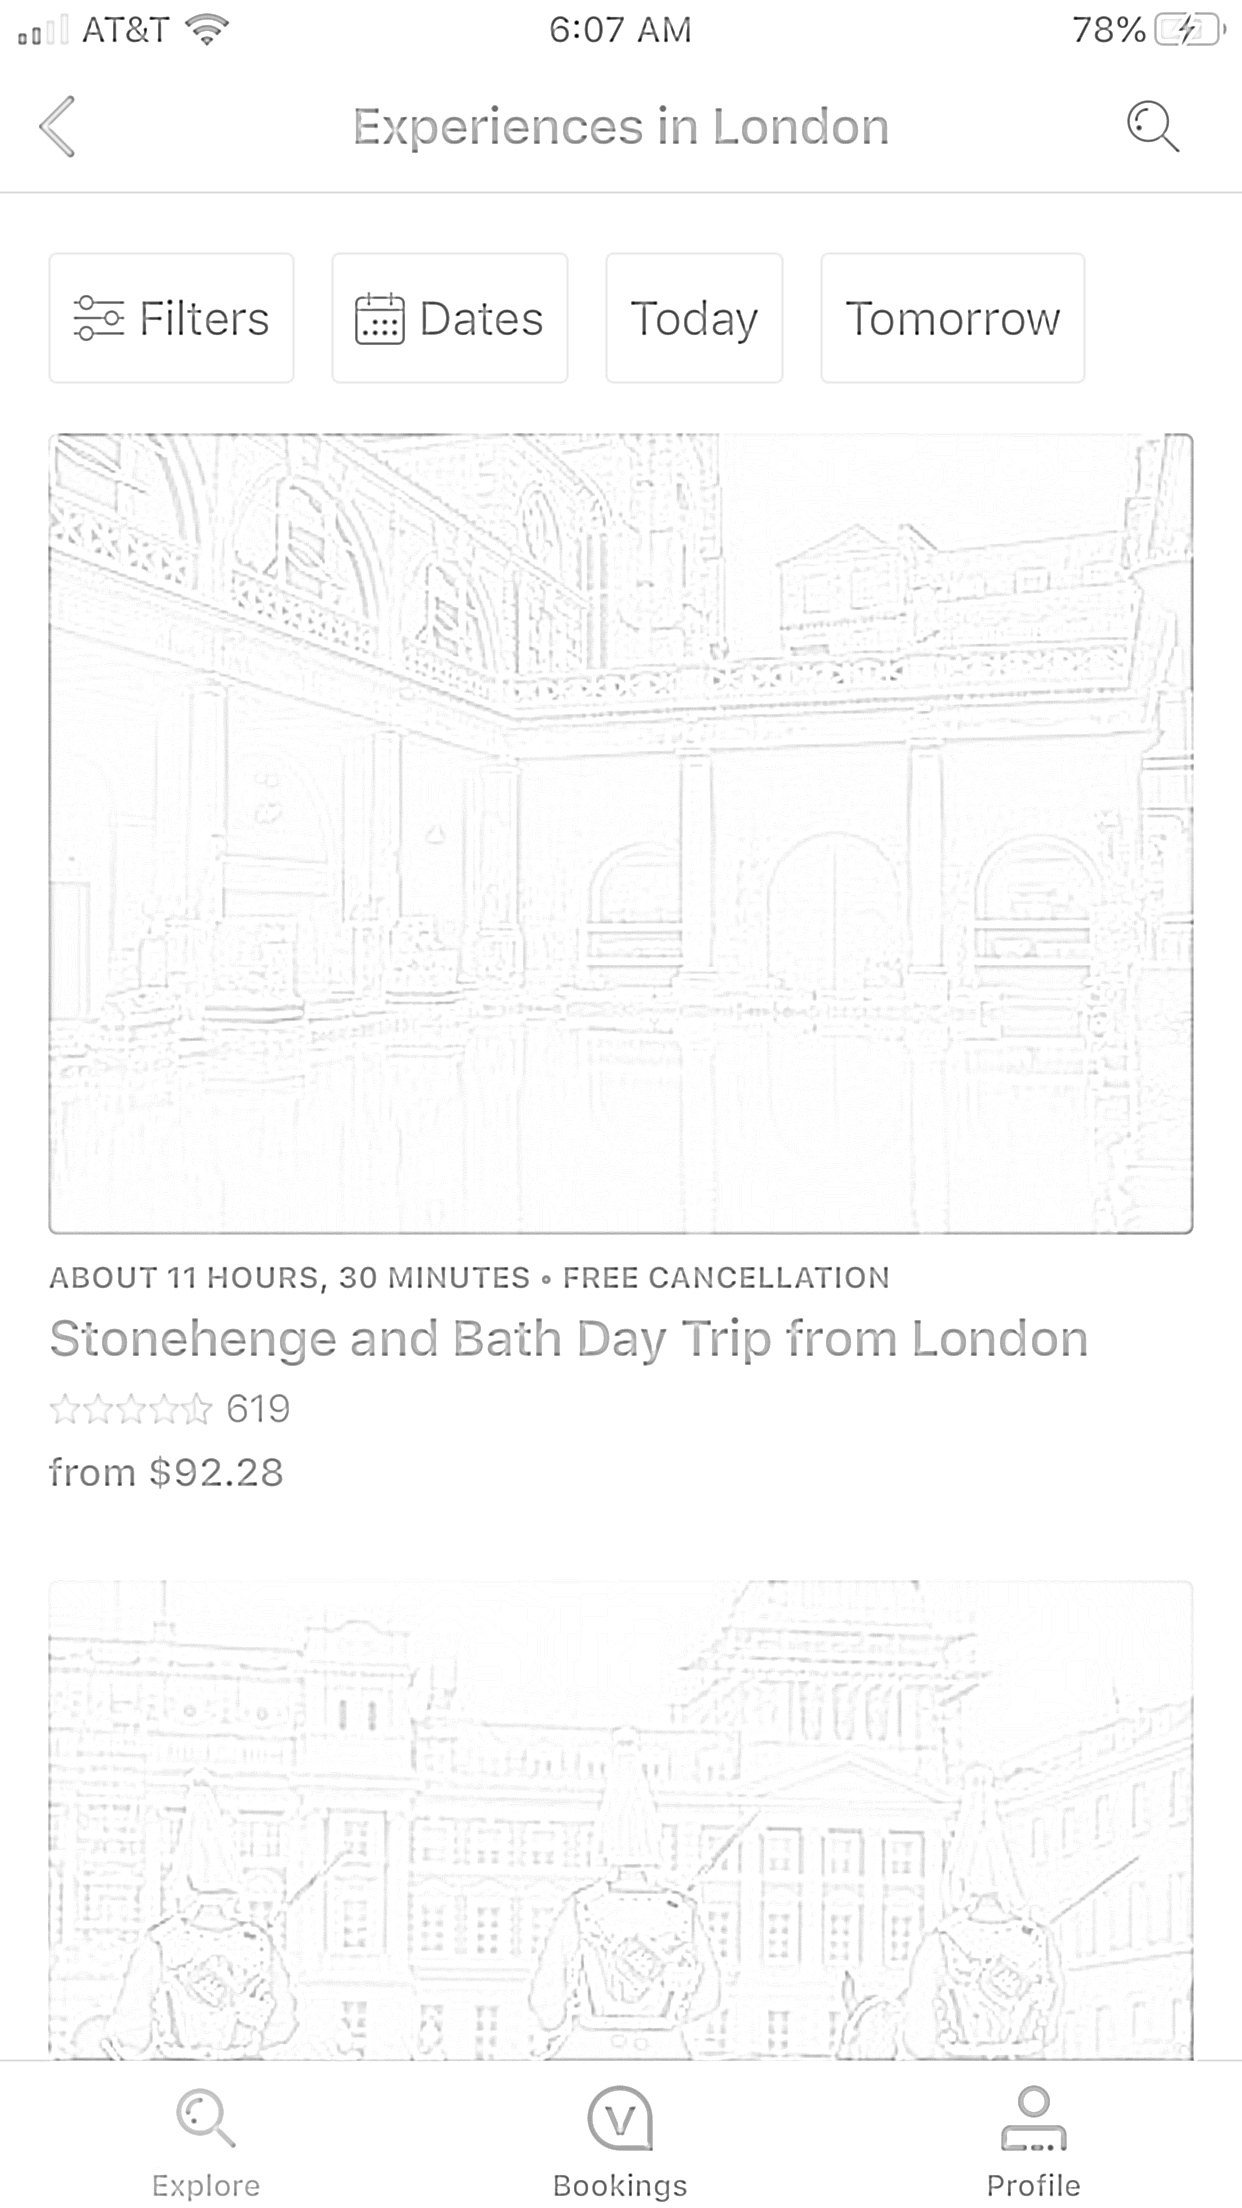 AT&T 6:07 AM 78%
Experiences in London
Filters Dates Today Tomorrow
ABOUT 11 HOURS, 30 MINUTES • FREE CANCELLATION
Stonehenge and Bath Day Trip from London
619
from $92.28
Explore Bookings Profile